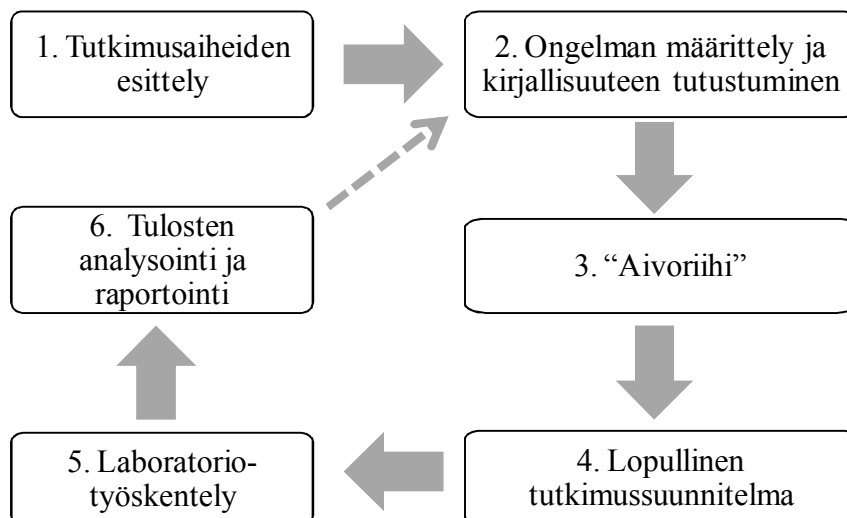 1. Tutkimusaiheiden
esittely
2. Ongelman määrittely ja
kirjallisuuteen tutustuminen
3. “Aivoriihi”
4. Lopullinen
tutkimussuunnitelma
5. Laboratorio-
työskentely
6. Tulosten
analysointi ja
raportointi